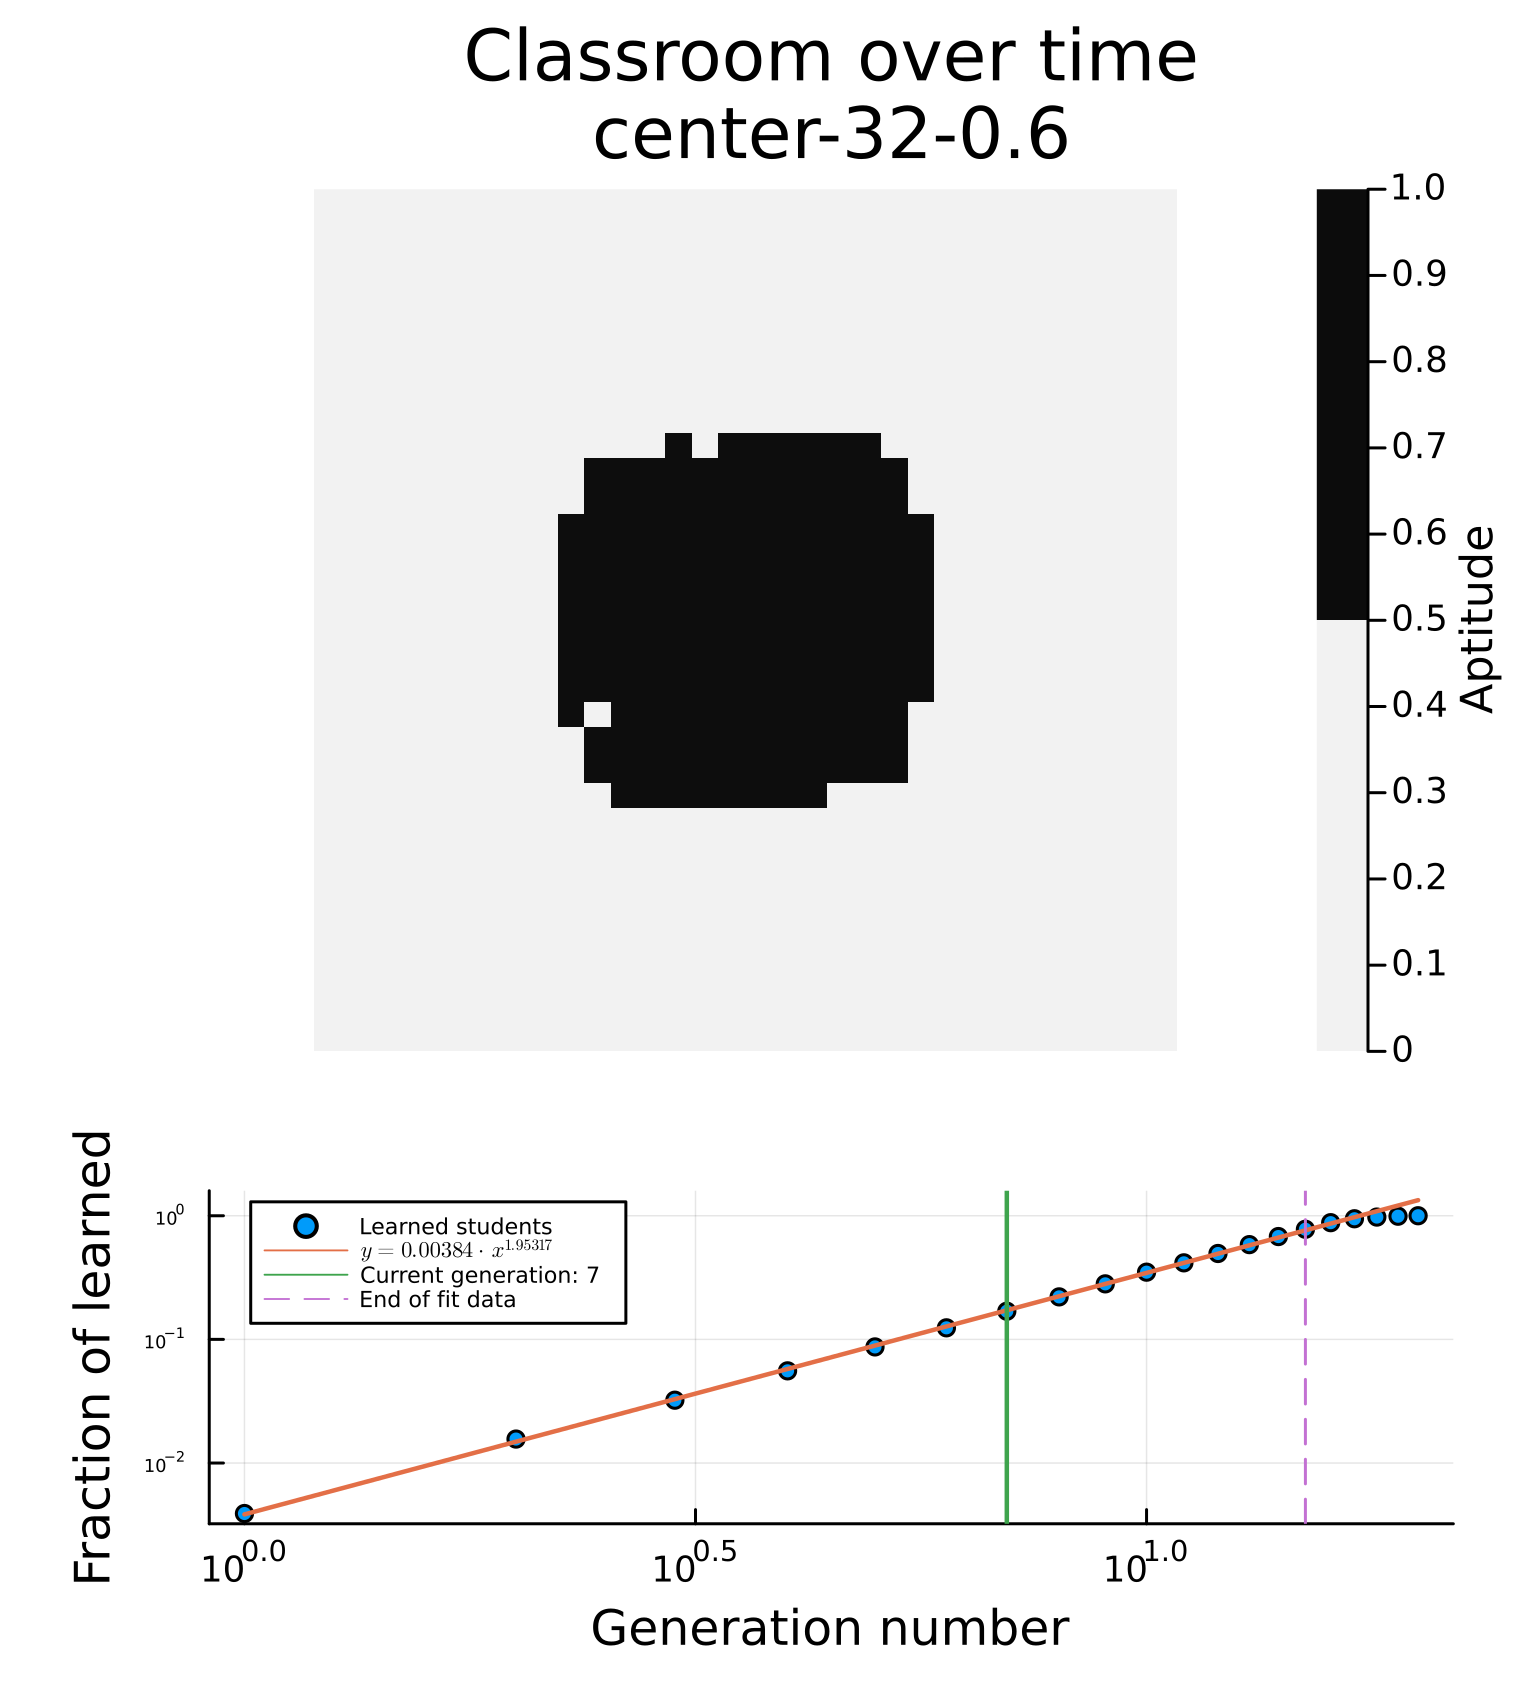 Classroom over time
center-32-0.6
1.0
0.9
0.8
0.7
0.6
0.5
0.4
0.3
0.2
0.1
0
Aptitude
Fraction of learned
10⁰
10⁻¹
10⁻²
Learned students
y = 0.00384 · x^1.95317
Current generation: 7
End of fit data
10^0.0
10^0.5
10^1.0
Generation number